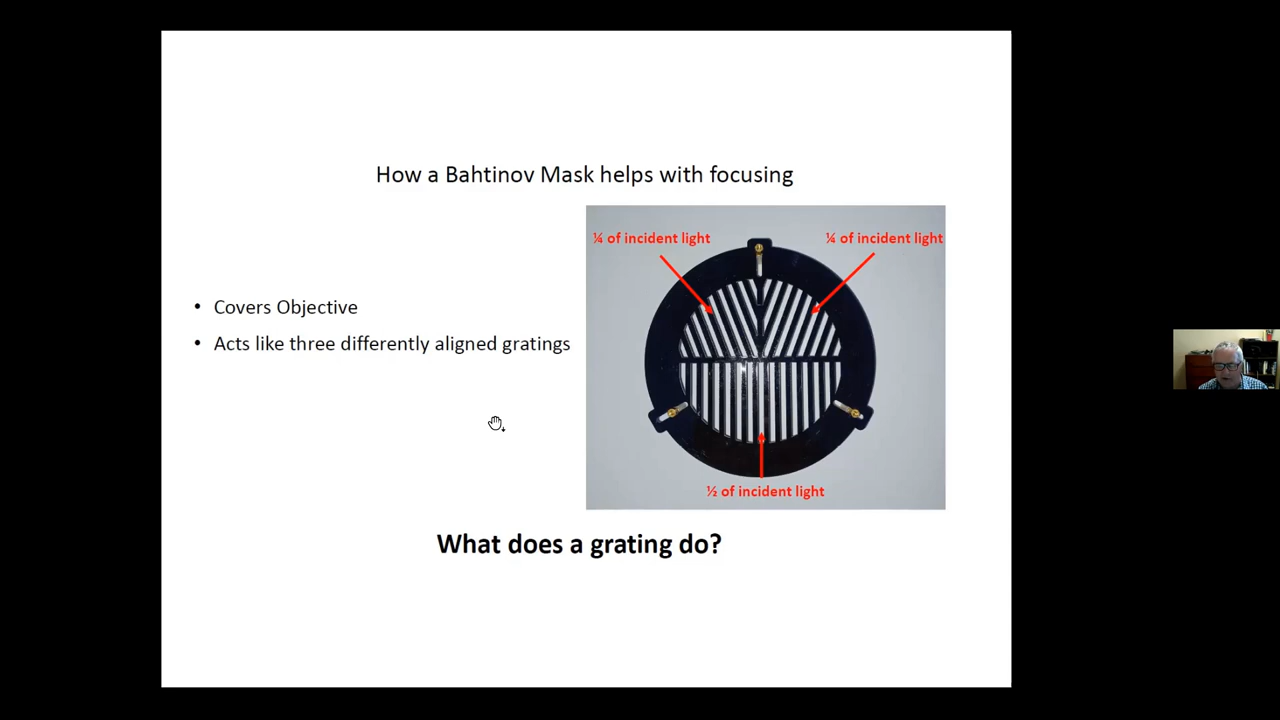 How a Bahtinov Mask helps with focusing
¼ of incident light
¼ of incident light
• Covers Objective
• Acts like three differently aligned gratings
½ of incident light
What does a grating do?